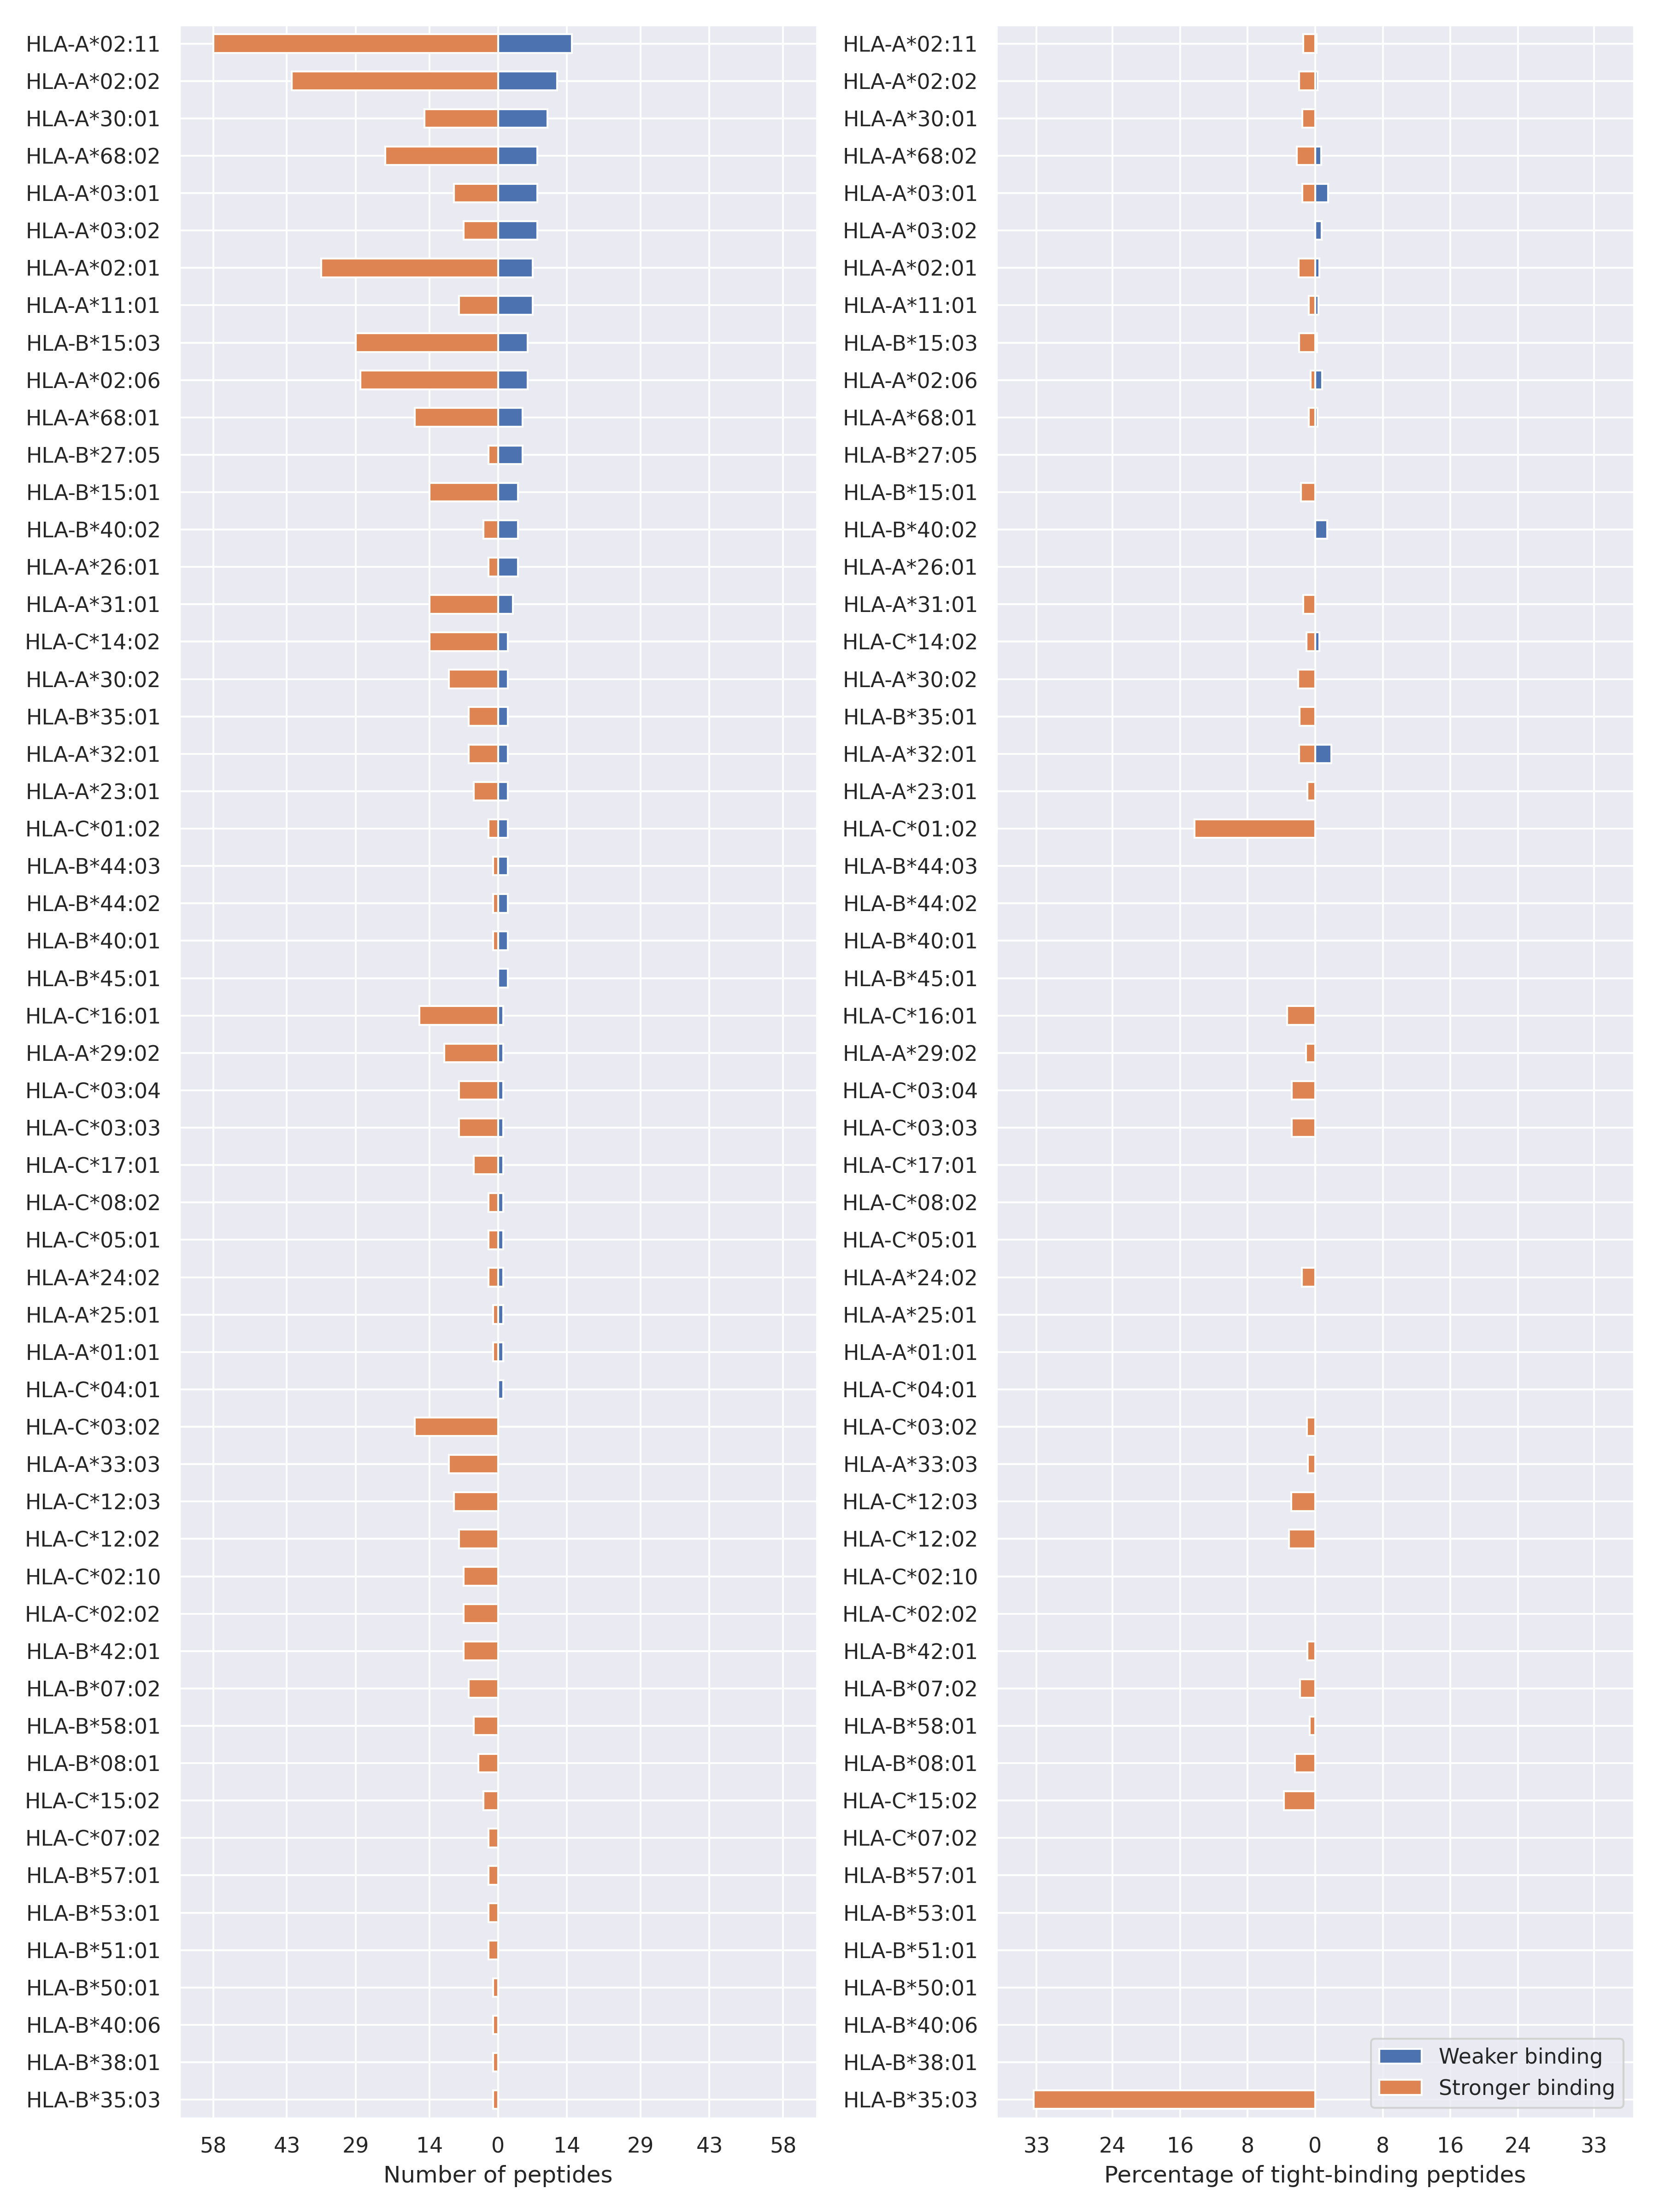 HLA-A*02:11
HLA-A*02:02
HLA-A*30:01
HLA-A*68:02
HLA-A*03:01
HLA-A*03:02
HLA-A*02:01
HLA-A*11:01
HLA-B*15:03
HLA-A*02:06
HLA-A*68:01
HLA-B*27:05
HLA-B*15:01
HLA-B*40:02
HLA-A*26:01
HLA-A*31:01
HLA-C*14:02
HLA-A*30:02
HLA-B*35:01
HLA-A*32:01
HLA-A*23:01
HLA-C*01:02
HLA-B*44:03
HLA-B*44:02
HLA-B*40:01
HLA-B*45:01
HLA-C*16:01
HLA-A*29:02
HLA-C*03:04
HLA-C*03:03
HLA-C*17:01
HLA-C*08:02
HLA-C*05:01
HLA-A*24:02
HLA-A*25:01
HLA-A*01:01
HLA-C*04:01
HLA-C*03:02
HLA-A*33:03
HLA-C*12:03
HLA-C*12:02
HLA-C*02:10
HLA-C*02:02
HLA-B*42:01
HLA-B*07:02
HLA-B*58:01
HLA-B*08:01
HLA-C*15:02
HLA-C*07:02
HLA-B*57:01
HLA-B*53:01
HLA-B*51:01
HLA-B*50:01
HLA-B*40:06
HLA-B*38:01
HLA-B*35:03
58 43 29 14 0 14 29 43 58
Number of peptides
HLA-A*02:11
HLA-A*02:02
HLA-A*30:01
HLA-A*68:02
HLA-A*03:01
HLA-A*03:02
HLA-A*02:01
HLA-A*11:01
HLA-B*15:03
HLA-A*02:06
HLA-A*68:01
HLA-B*27:05
HLA-B*15:01
HLA-B*40:02
HLA-A*26:01
HLA-A*31:01
HLA-C*14:02
HLA-A*30:02
HLA-B*35:01
HLA-A*32:01
HLA-A*23:01
HLA-C*01:02
HLA-B*44:03
HLA-B*44:02
HLA-B*40:01
HLA-B*45:01
HLA-C*16:01
HLA-A*29:02
HLA-C*03:04
HLA-C*03:03
HLA-C*17:01
HLA-C*08:02
HLA-C*05:01
HLA-A*24:02
HLA-A*25:01
HLA-A*01:01
HLA-C*04:01
HLA-C*03:02
HLA-A*33:03
HLA-C*12:03
HLA-C*12:02
HLA-C*02:10
HLA-C*02:02
HLA-B*42:01
HLA-B*07:02
HLA-B*58:01
HLA-B*08:01
HLA-C*15:02
HLA-C*07:02
HLA-B*57:01
HLA-B*53:01
HLA-B*51:01
HLA-B*50:01
HLA-B*40:06
HLA-B*38:01
HLA-B*35:03
Weaker binding
Stronger binding
33 24 16 8 0 8 16 24 33
Percentage of tight-binding peptides